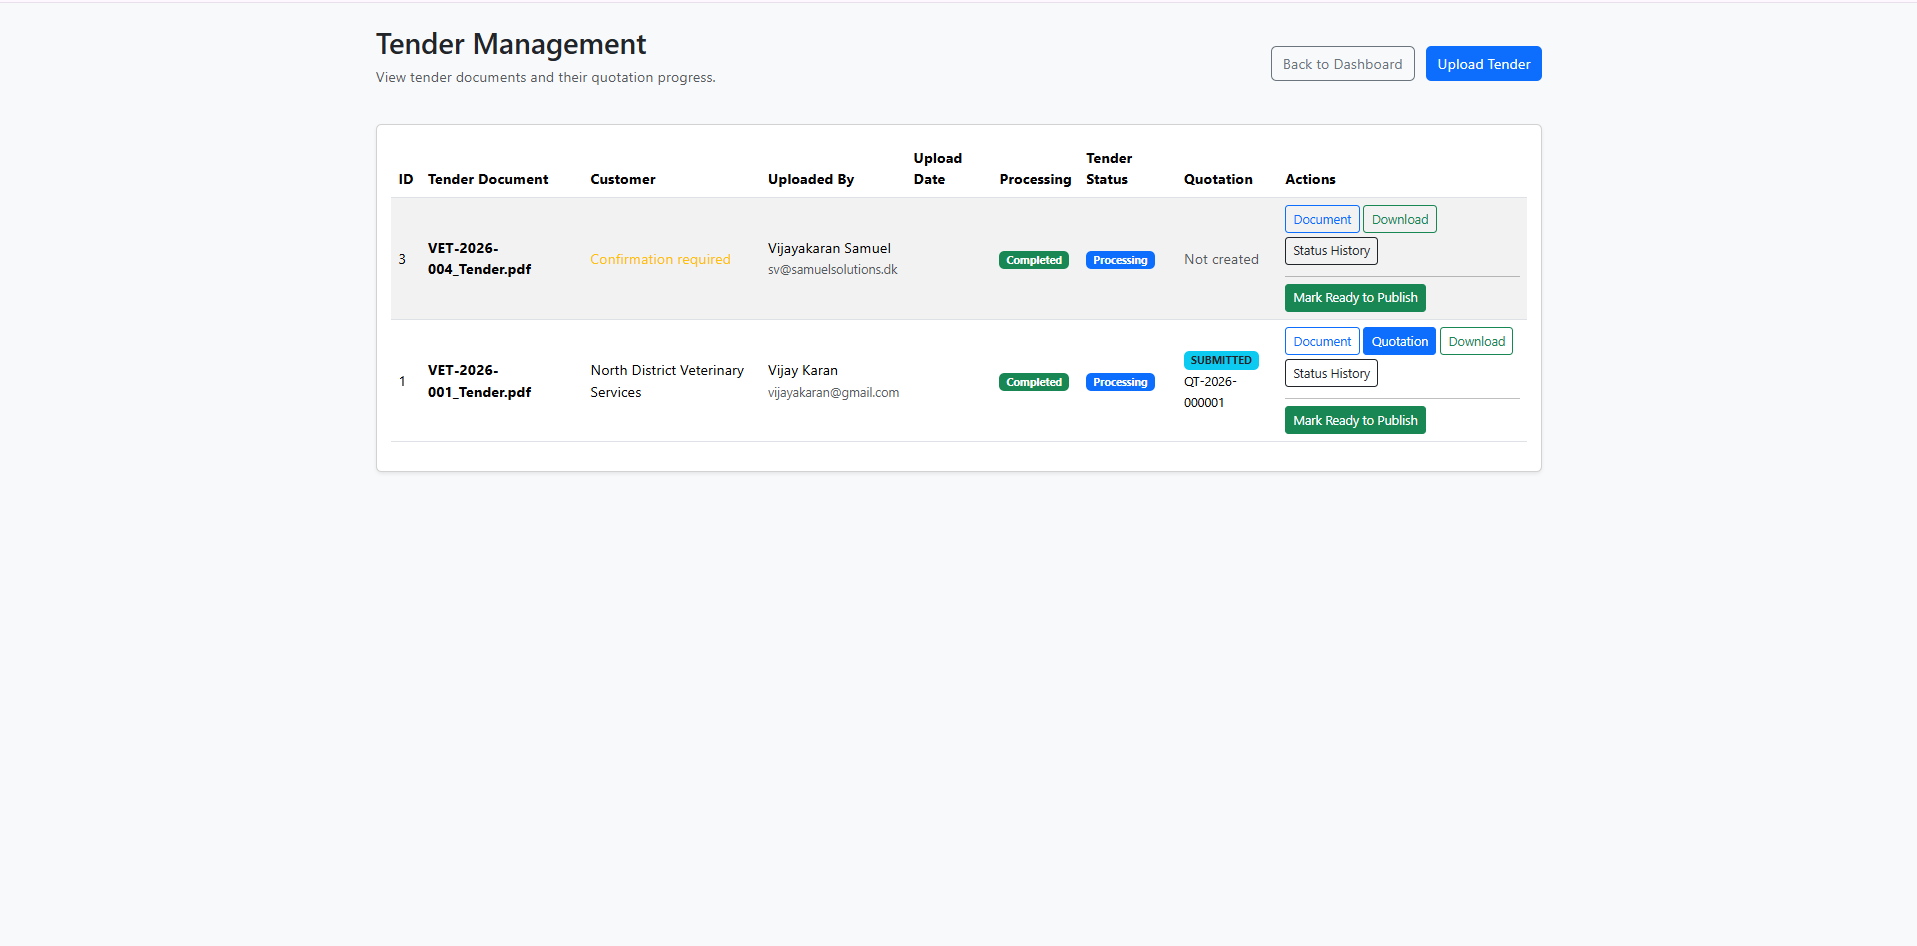 Tender Management
View tender documents and their quotation progress.
Back to Dashboard
Upload Tender
ID
Tender Document
Customer
Uploaded By
Upload
Date
Processing
Tender
Status
Quotation
Actions
3
VET-2026-
004_Tender.pdf
Confirmation required
Vijayakaran Samuel
sv@samuelsolutions.dk
Completed
Processing
Not created
Document
Download
Status History
Mark Ready to Publish
1
VET-2026-
001_Tender.pdf
North District Veterinary
Services
Vijay Karan
vijayakaran@gmail.com
Completed
Processing
SUBMITTED
QT-2026-
000001
Document
Quotation
Download
Status History
Mark Ready to Publish